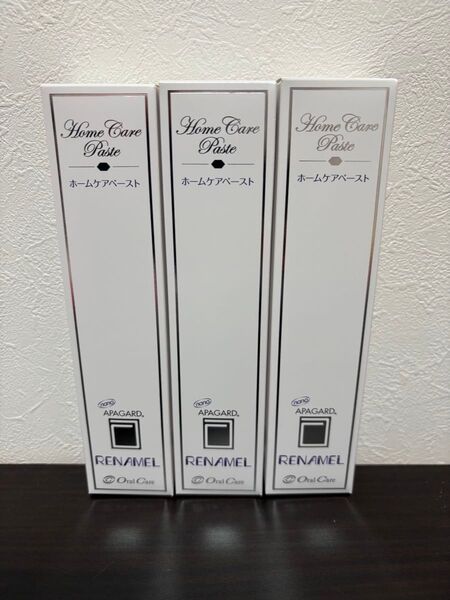 Home Care
Paste
ホームケアペースト
nano
APAGARD®
RENAMEL
Oral Care
Home Care
Paste
ホームケアペースト
nano
APAGARD®
RENAMEL
Oral Care
Home Care
Paste
ホームケアペースト
nano
APAGARD®
RENAMEL
Oral Care